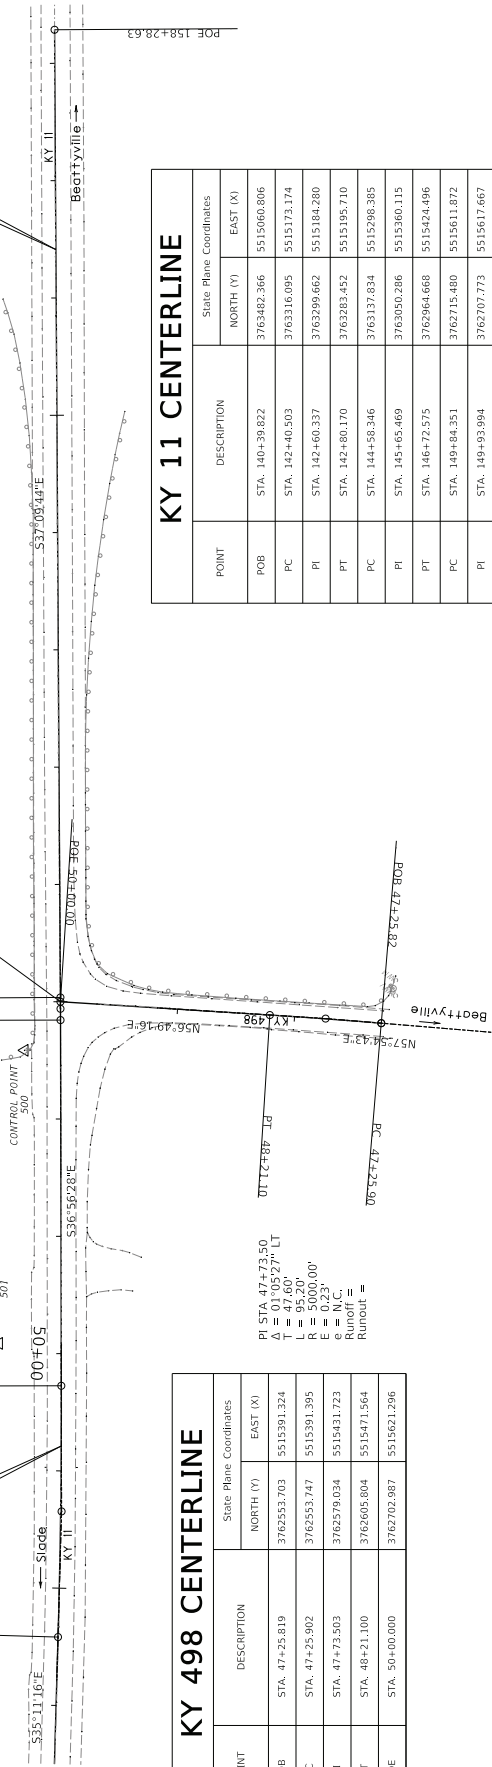 POE 158+28.63
KY 11
Beattyville
S37°09'44"E
KY 11 CENTERLINE
POINT DESCRIPTION State Plane Coordinates
NORTH (Y) EAST (X)
POB STA. 140+39.822 3763482.366 5515060.806
PC STA. 142+40.503 3763316.095 5515173.174
PI STA. 142+60.337 3763299.662 5515184.280
PT STA. 142+80.170 3763283.452 5515195.710
PC STA. 144+58.346 3763137.834 5515298.385
PI STA. 145+65.469 3763050.286 5515360.115
PT STA. 146+72.575 3762964.668 5515424.496
PC STA. 149+84.351 3762715.480 5515611.872
PI STA. 149+93.994 3762707.773 5515617.667
POE 50+00.00
POB 47+25.82
N56°49'16"E
KY 498
N57°54'43"E
Beattyville
CONTROL POINT
500
PT 48+21.10
PC 47+25.90
S36°56'28"E
501
50+00
PI STA 47+73.50
Δ = 01°05'27" LT
T = 47.60'
L = 95.20'
R = 5000.00'
E = 0.23'
e = N.C.
Runoff =
Runout =
Slade
KY 11
S35°11'16"E
KY 498 CENTERLINE
INT DESCRIPTION State Plane Coordinates
NORTH (Y) EAST (X)
B STA. 47+25.819 3762553.703 5515391.324
C STA. 47+25.902 3762553.747 5515391.395
I STA. 47+73.503 3762579.034 5515431.723
T STA. 48+21.100 3762605.804 5515471.564
E STA. 50+00.000 3762702.987 5515621.296